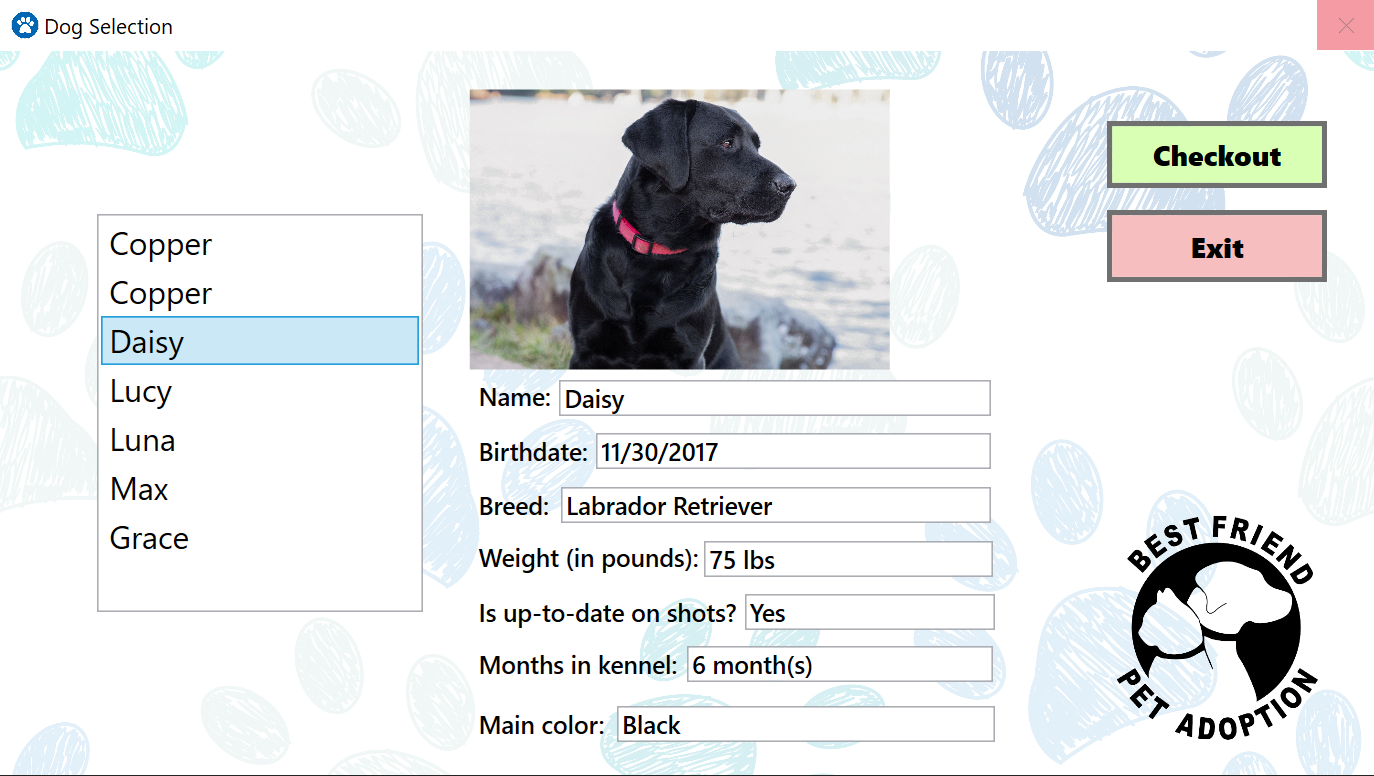 Dog Selection
Checkout
Exit
Copper
Copper
Daisy
Lucy
Luna
Max
Grace
Name: Daisy
Birthdate: 11/30/2017
Breed: Labrador Retriever
Weight (in pounds): 75 lbs
Is up-to-date on shots? Yes
Months in kennel: 6 month(s)
Main color: Black
BEST FRIEND
PET ADOPTION